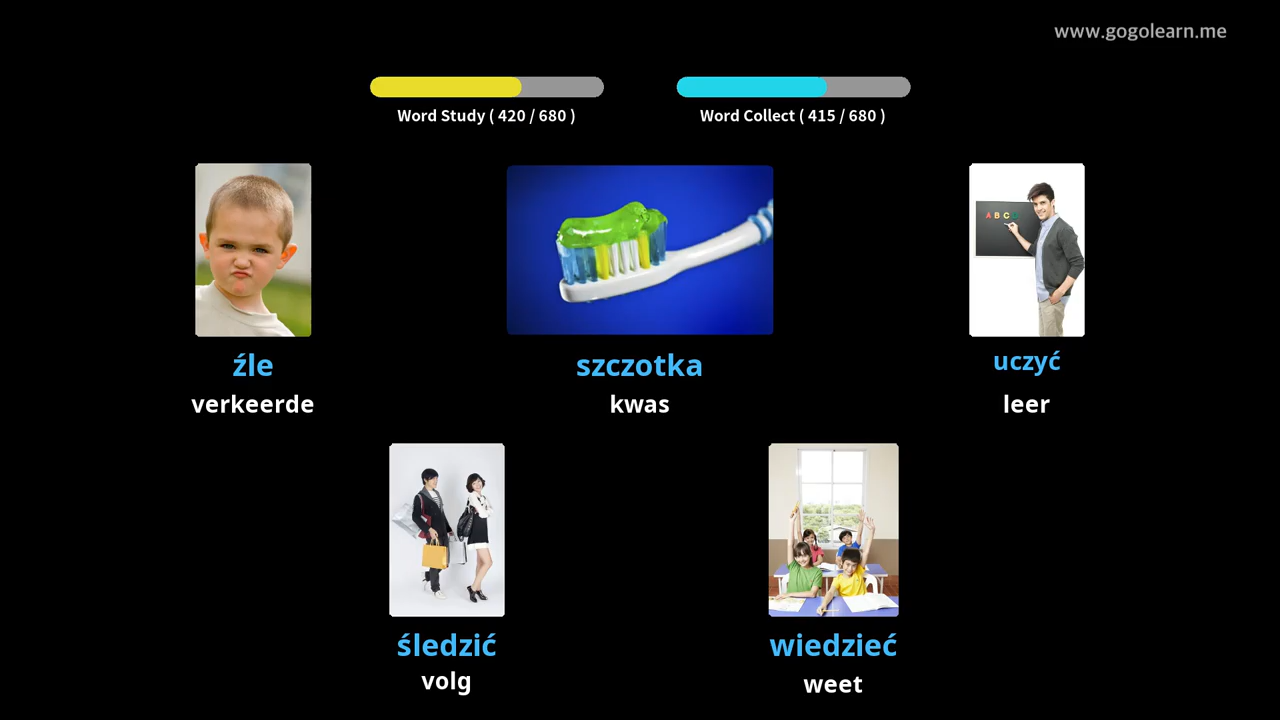 www.gogolearn.me
Word Study ( 420 / 680 )
Word Collect ( 415 / 680 )
źle
verkeerde
szczotka
kwas
uczyć
leer
śledzić
volg
wiedzieć
weet